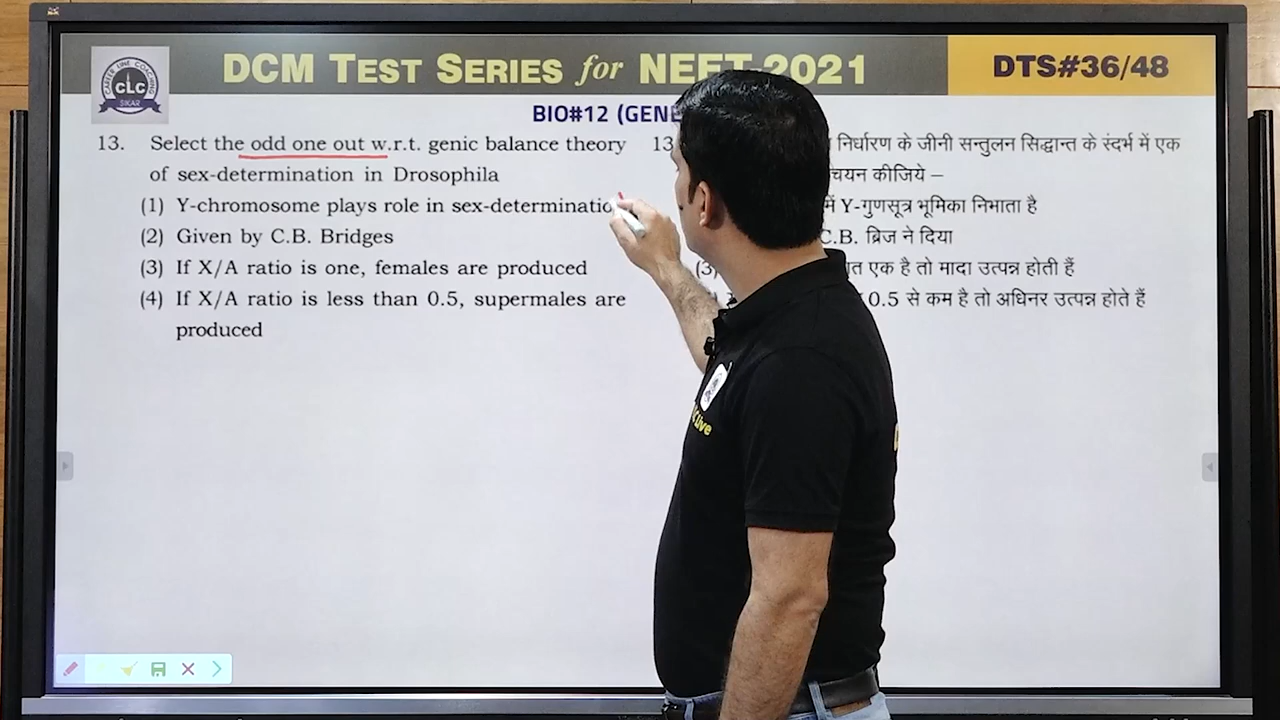 DCM TEST SERIES for NEET-2021
DTS#36/48
CLC
SIKAR
BIO#12 (GENE
13. Select the odd one out w.r.t. genic balance theory
of sex-determination in Drosophila
(1) Y-chromosome plays role in sex-determinatio
(2) Given by C.B. Bridges
(3) If X/A ratio is one, females are produced
(4) If X/A ratio is less than 0.5, supermales are
produced
13 निर्धारण के जीनी सन्तुलन सिद्धान्त के संदर्भ में एक
चयन कीजिये –
में Y-गुणसूत्र भूमिका निभाता है
C.B. ब्रिज ने दिया
(3) एक है तो मादा उत्पन्न होती हैं
0.5 से कम है तो अधिनर उत्पन्न होते हैं
Live